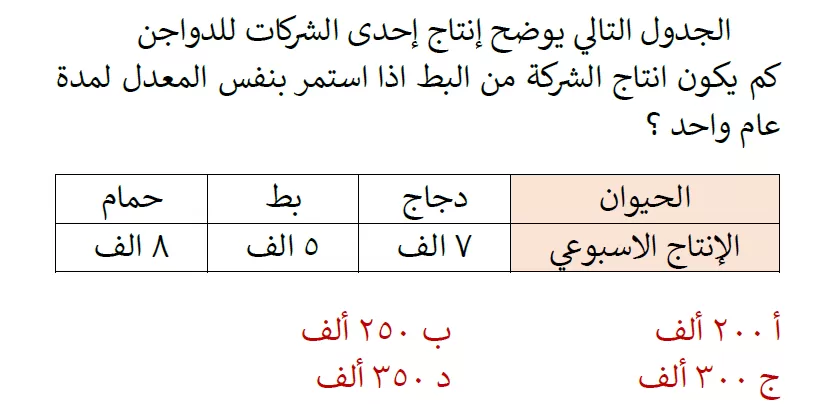 الجدول التالي يوضح إنتاج إحدى الشركات للدواجن
كم يكون انتاج الشركة من البط اذا استمر بنفس المعدل لمدة
عام واحد ؟
الحيوان دجاج بط حمام
الإنتاج الاسبوعي ٧ الف ٥ الف ٨ الف
أ ٢٠٠ ألف ب ٢٥٠ ألف
ج ٣٠٠ ألف د ٣٥٠ ألف